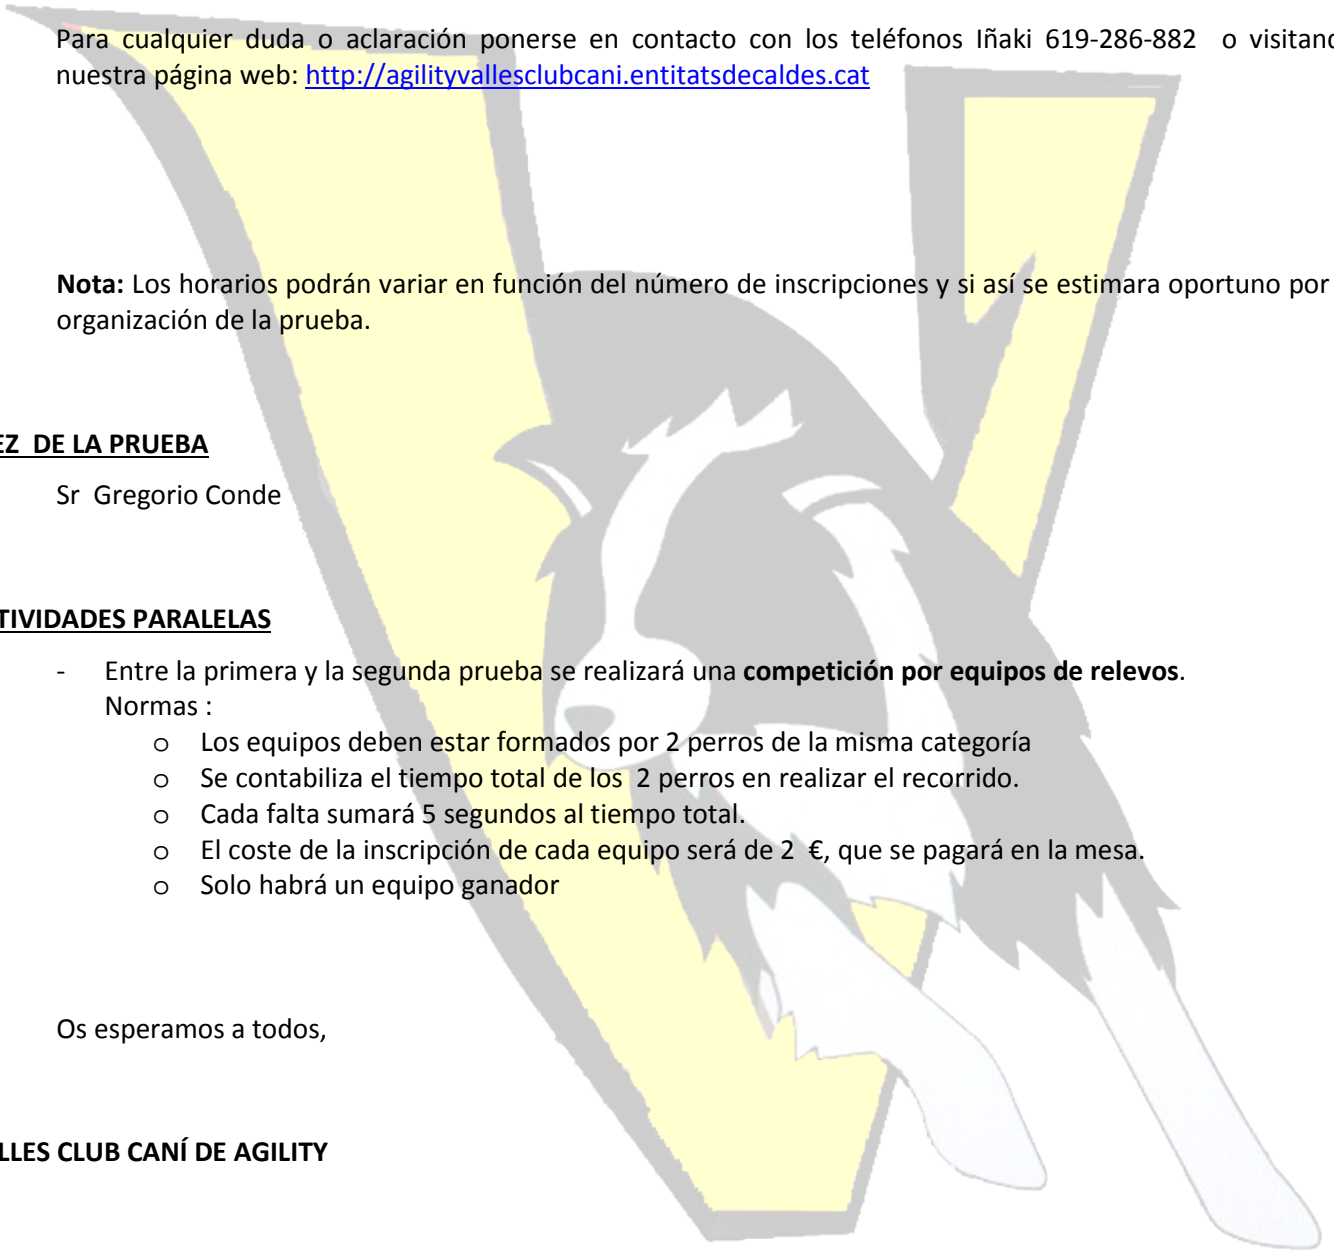 Para cualquier duda o aclaración ponerse en contacto con los teléfonos Iñaki 619-286-882 o visitand
nuestra página web: http://agilityvallesclubcani.entitatsdecaldes.cat
Nota: Los horarios podrán variar en función del número de inscripciones y si así se estimara oportuno por
organización de la prueba.
EZ DE LA PRUEBA
Sr Gregorio Conde
TIVIDADES PARALELAS
- Entre la primera y la segunda prueba se realizará una competición por equipos de relevos.
Normas :
o Los equipos deben estar formados por 2 perros de la misma categoría
o Se contabiliza el tiempo total de los 2 perros en realizar el recorrido.
o Cada falta sumará 5 segundos al tiempo total.
o El coste de la inscripción de cada equipo será de 2 €, que se pagará en la mesa.
o Solo habrá un equipo ganador
Os esperamos a todos,
LLES CLUB CANÍ DE AGILITY